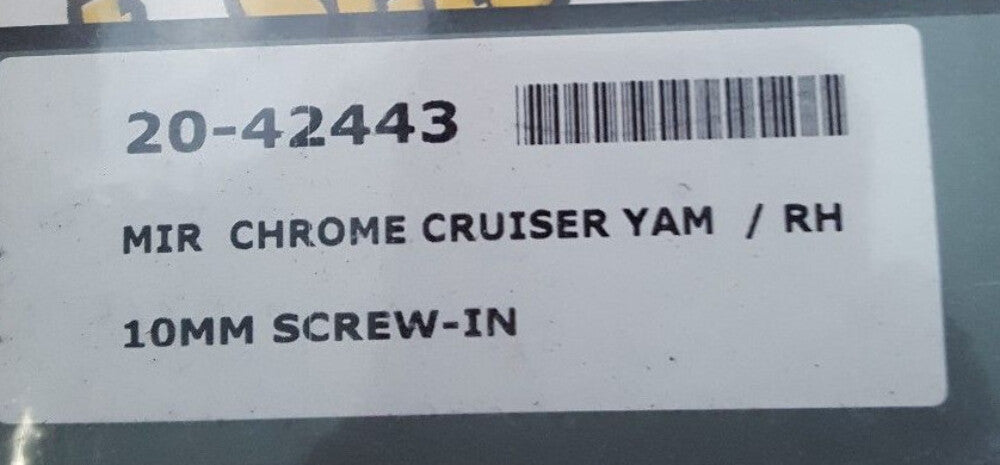 20-42443
MIR CHROME CRUISER YAM / RH
10MM SCREW-IN